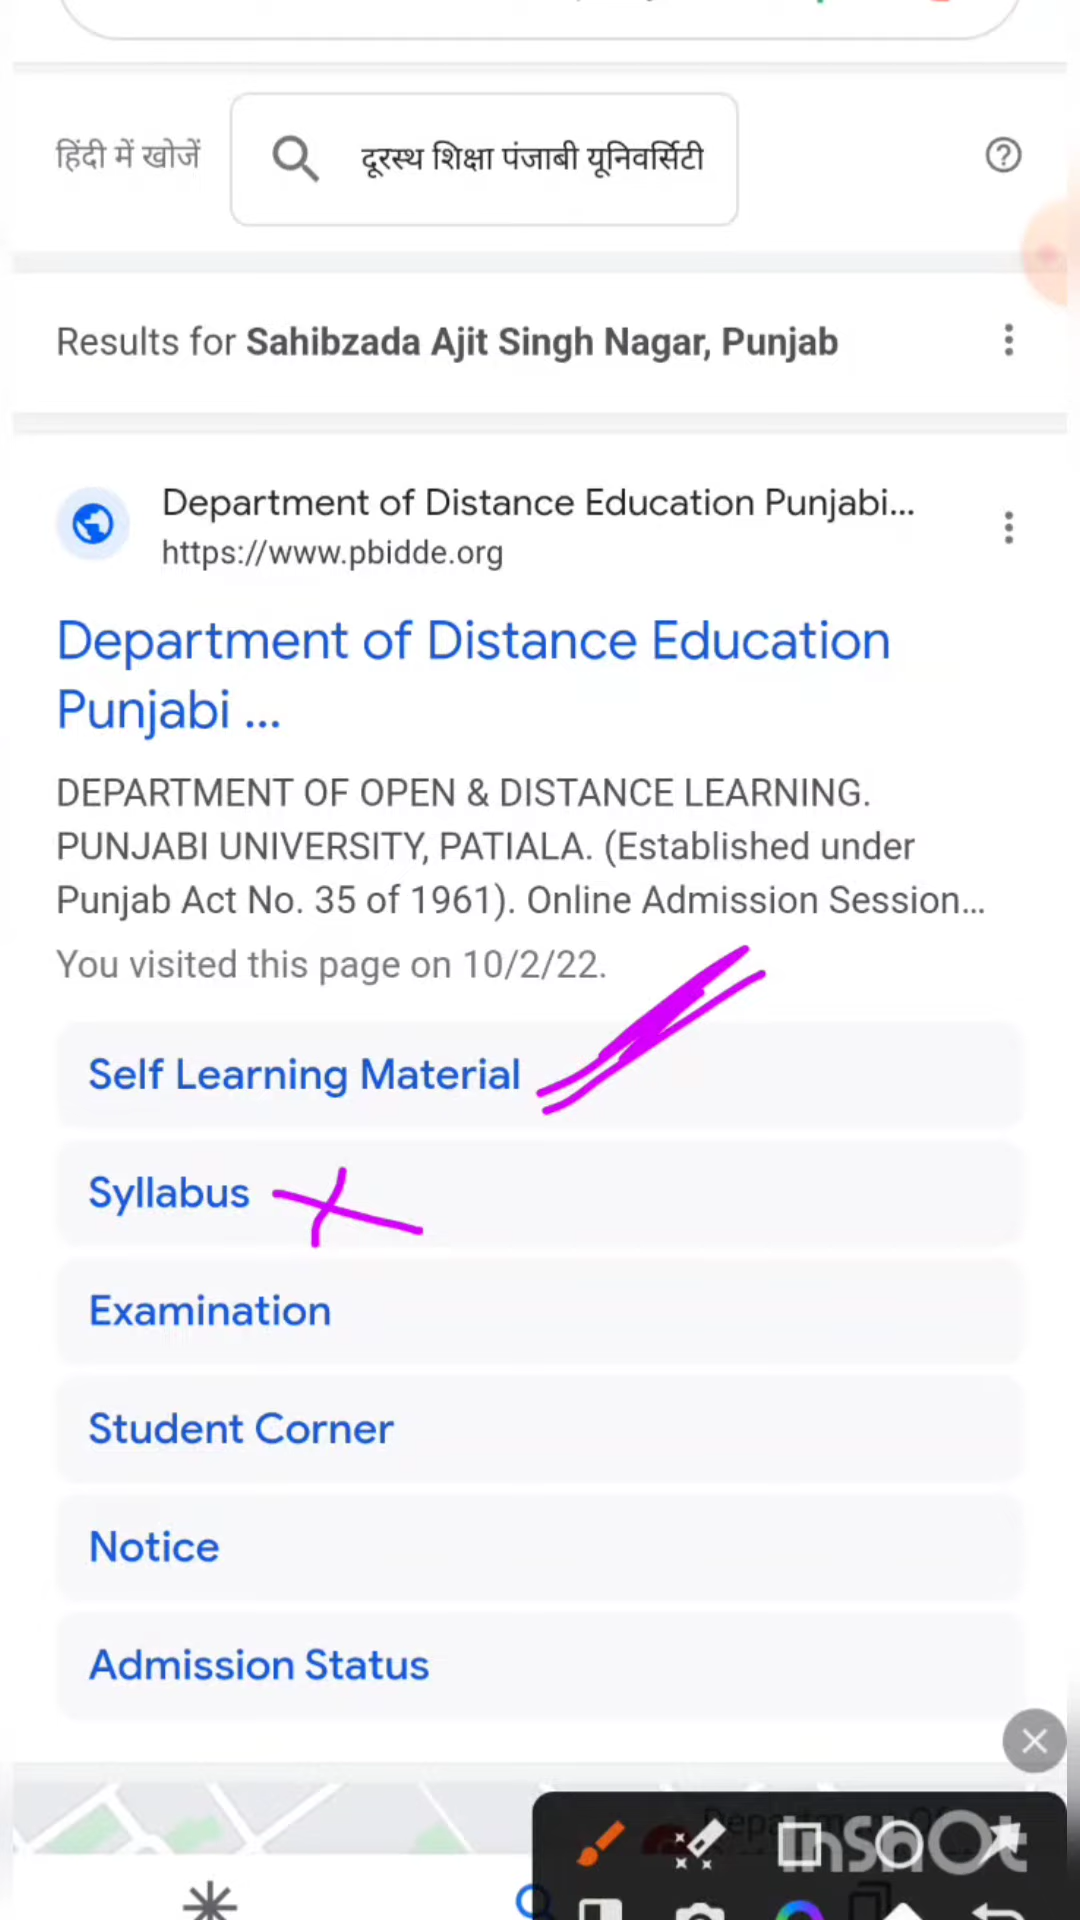 हिंदी में खोजें
दूरस्थ शिक्षा पंजाबी यूनिवर्सिटी
Results for Sahibzada Ajit Singh Nagar, Punjab
Department of Distance Education Punjabi...
https://www.pbidde.org
Department of Distance Education
Punjabi ...
DEPARTMENT OF OPEN & DISTANCE LEARNING.
PUNJABI UNIVERSITY, PATIALA. (Established under
Punjab Act No. 35 of 1961). Online Admission Session...
You visited this page on 10/2/22.
Self Learning Material
Syllabus
Examination
Student Corner
Notice
Admission Status
InShOt